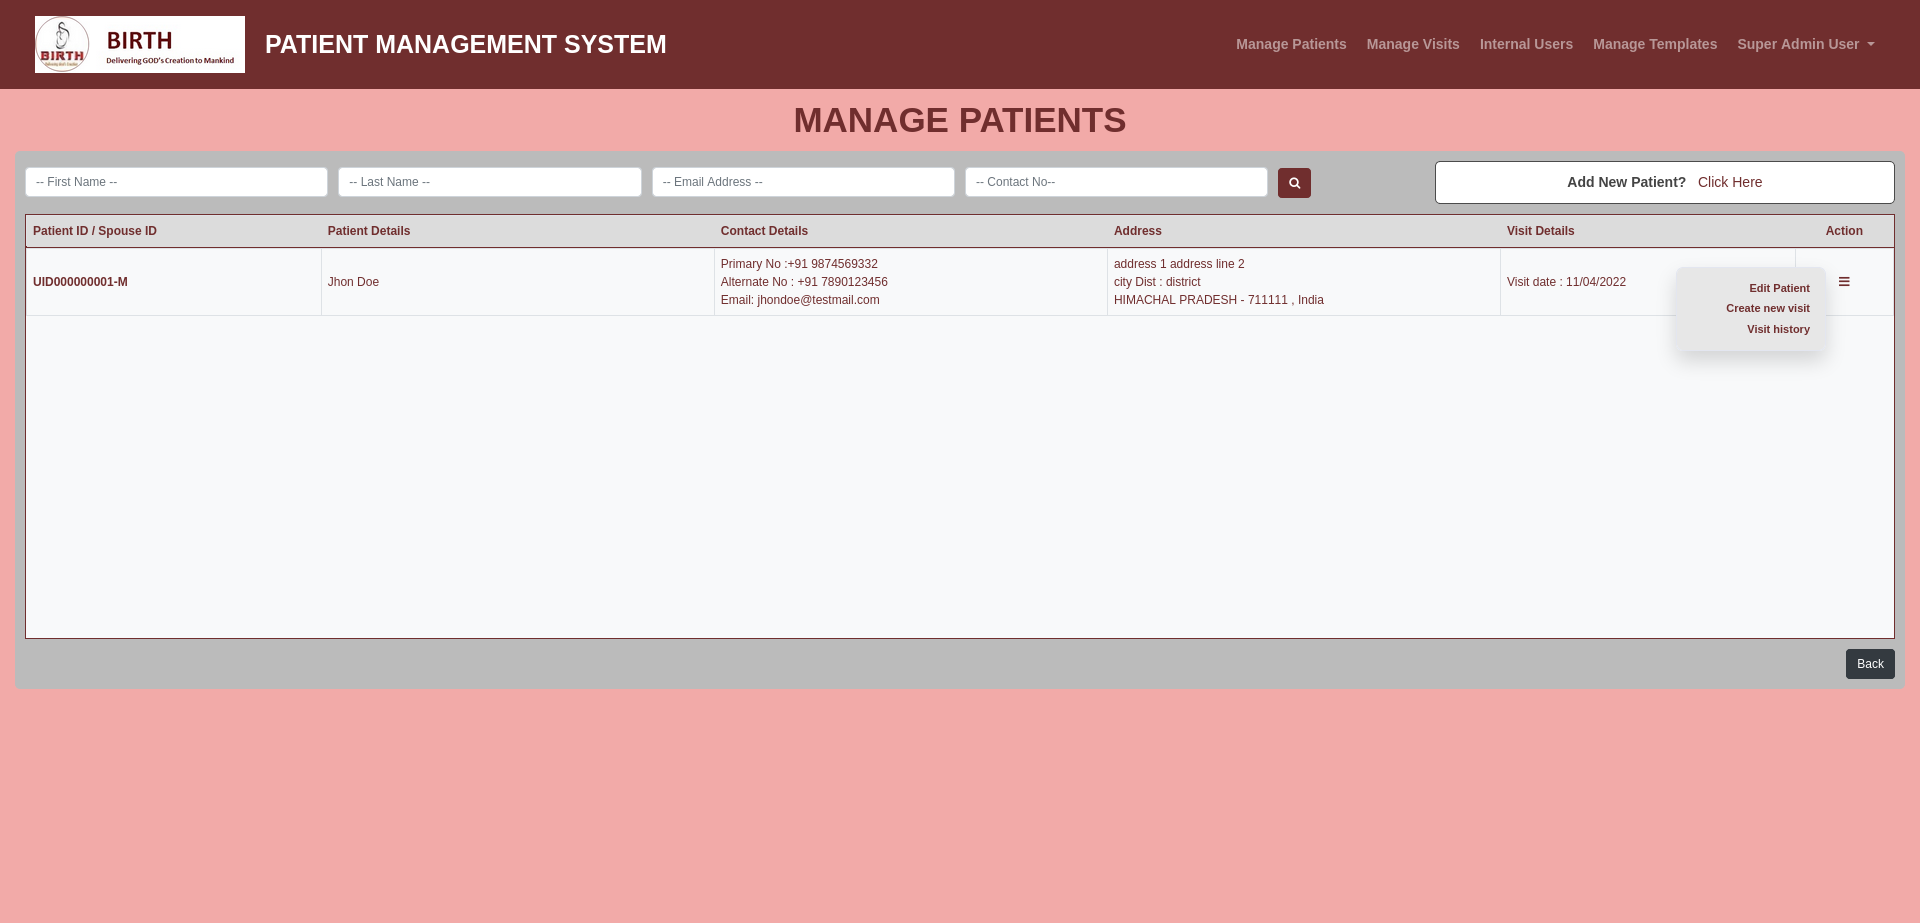 BIRTH
BIRTH
Delivering GOD's Creation to Mankind
PATIENT MANAGEMENT SYSTEM
Manage Patients
Manage Visits
Internal Users
Manage Templates
Super Admin User
MANAGE PATIENTS
-- First Name --
-- Last Name --
-- Email Address --
-- Contact No--
Add New Patient? Click Here
Patient ID / Spouse ID
Patient Details
Contact Details
Address
Visit Details
Action
UID000000001-M
Jhon Doe
Primary No :+91 9874569332
Alternate No : +91 7890123456
Email: jhondoe@testmail.com
address 1 address line 2
city Dist : district
HIMACHAL PRADESH - 711111 , India
Visit date : 11/04/2022
Edit Patient
Create new visit
Visit history
Back